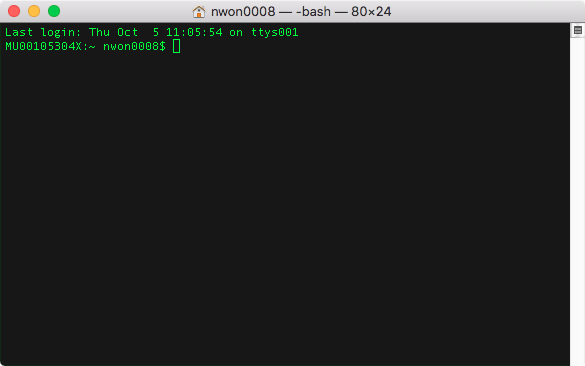 nwon0008 — -bash — 80×24
Last login: Thu Oct  5 11:05:54 on ttys001
MU00105304X:~ nwon0008$